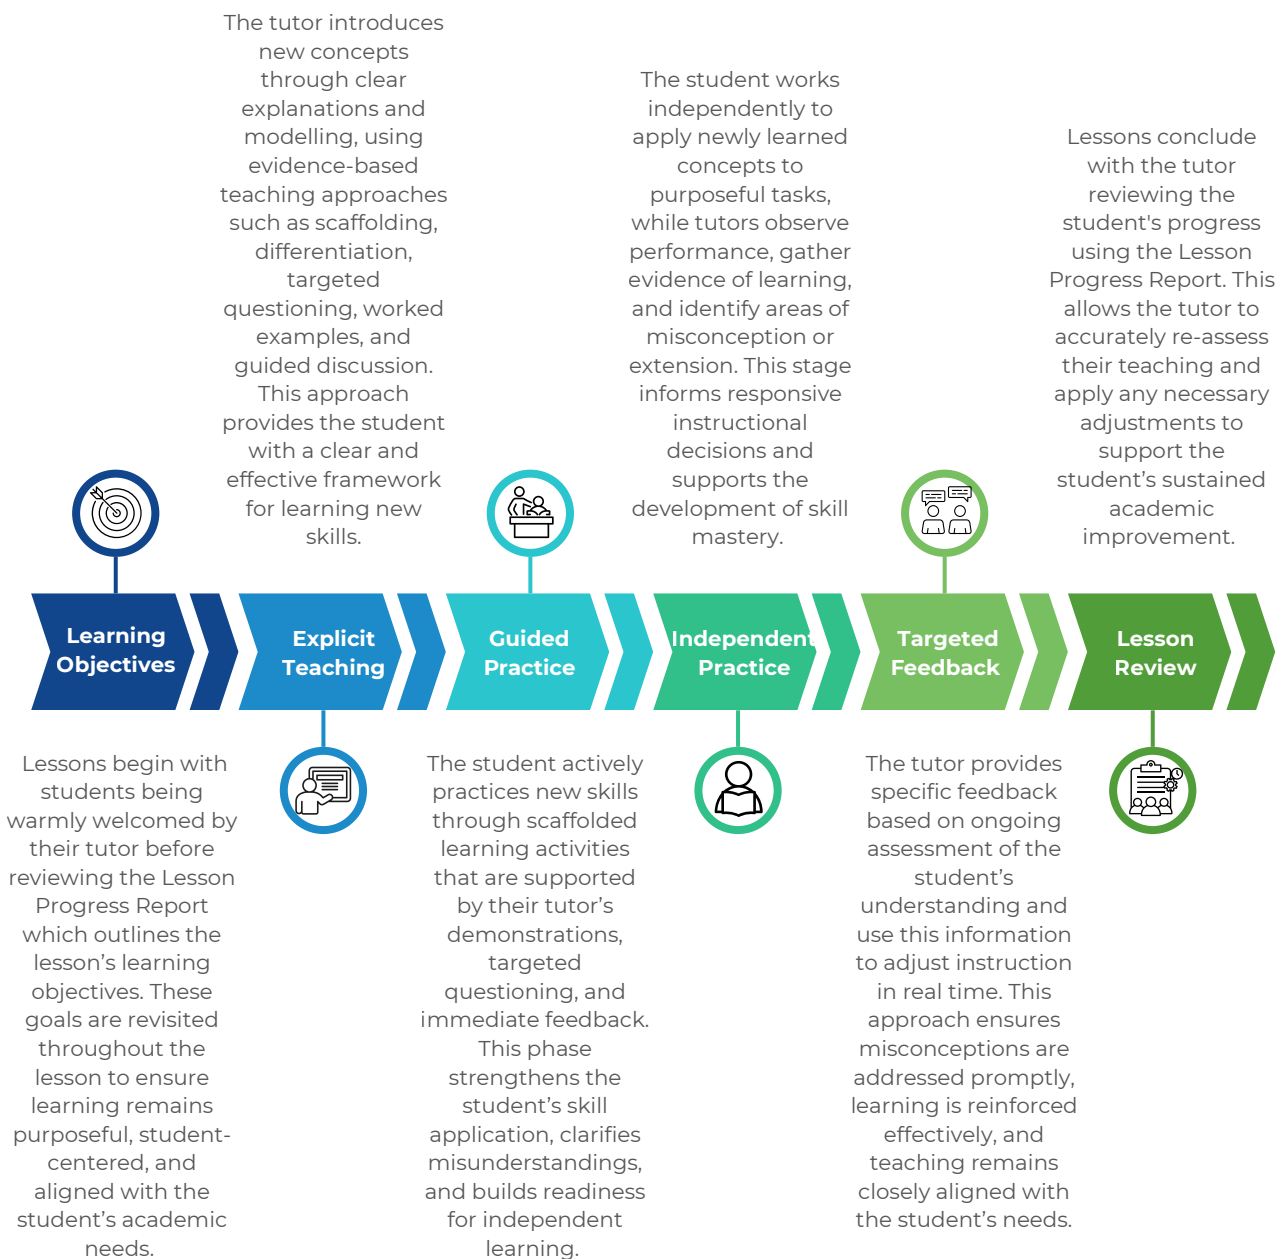 The tutor introduces
new concepts
through clear
explanations and
modelling, using
evidence-based
teaching approaches
such as scaffolding,
differentiation,
targeted
questioning, worked
examples, and
guided discussion.
This approach
provides the student
with a clear and
effective framework
for learning new
skills.
The student works
independently to
apply newly learned
concepts to
purposeful tasks,
while tutors observe
performance, gather
evidence of learning,
and identify areas of
misconception or
extension. This stage
informs responsive
instructional
decisions and
supports the
development of skill
mastery.
Lessons conclude
with the tutor
reviewing the
student's progress
using the Lesson
Progress Report. This
allows the tutor to
accurately re-assess
their teaching and
apply any necessary
adjustments to
support the
student’s sustained
academic
improvement.
Learning
Objectives
Explicit
Teaching
Guided
Practice
Independent
Practice
Targeted
Feedback
Lesson
Review
Lessons begin with
students being
warmly welcomed by
their tutor before
reviewing the Lesson
Progress Report
which outlines the
lesson’s learning
objectives. These
goals are revisited
throughout the
lesson to ensure
learning remains
purposeful, student-
centered, and
aligned with the
student’s academic
needs.
The student actively
practices new skills
through scaffolded
learning activities
that are supported
by their tutor’s
demonstrations,
targeted
questioning, and
immediate feedback.
This phase
strengthens the
student’s skill
application, clarifies
misunderstandings,
and builds readiness
for independent
learning.
The tutor provides
specific feedback
based on ongoing
assessment of the
student’s
understanding and
use this information
to adjust instruction
in real time. This
approach ensures
misconceptions are
addressed promptly,
learning is reinforced
effectively, and
teaching remains
closely aligned with
the student’s needs.